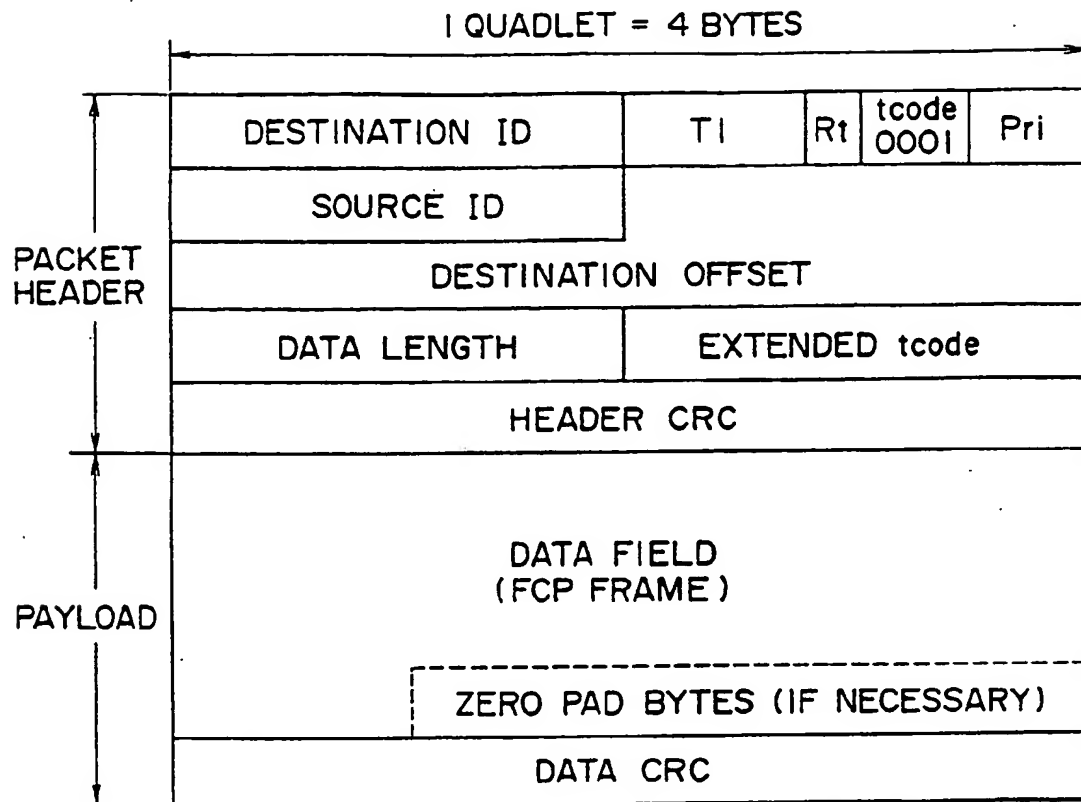 1 QUADLET = 4 BYTES
DESTINATION ID
T1
Rt
tcode
0001
Pri
SOURCE ID
PACKET
HEADER
DESTINATION OFFSET
DATA LENGTH
EXTENDED tcode
HEADER CRC
DATA FIELD
(FCP FRAME)
PAYLOAD
ZERO PAD BYTES (IF NECESSARY)
DATA CRC